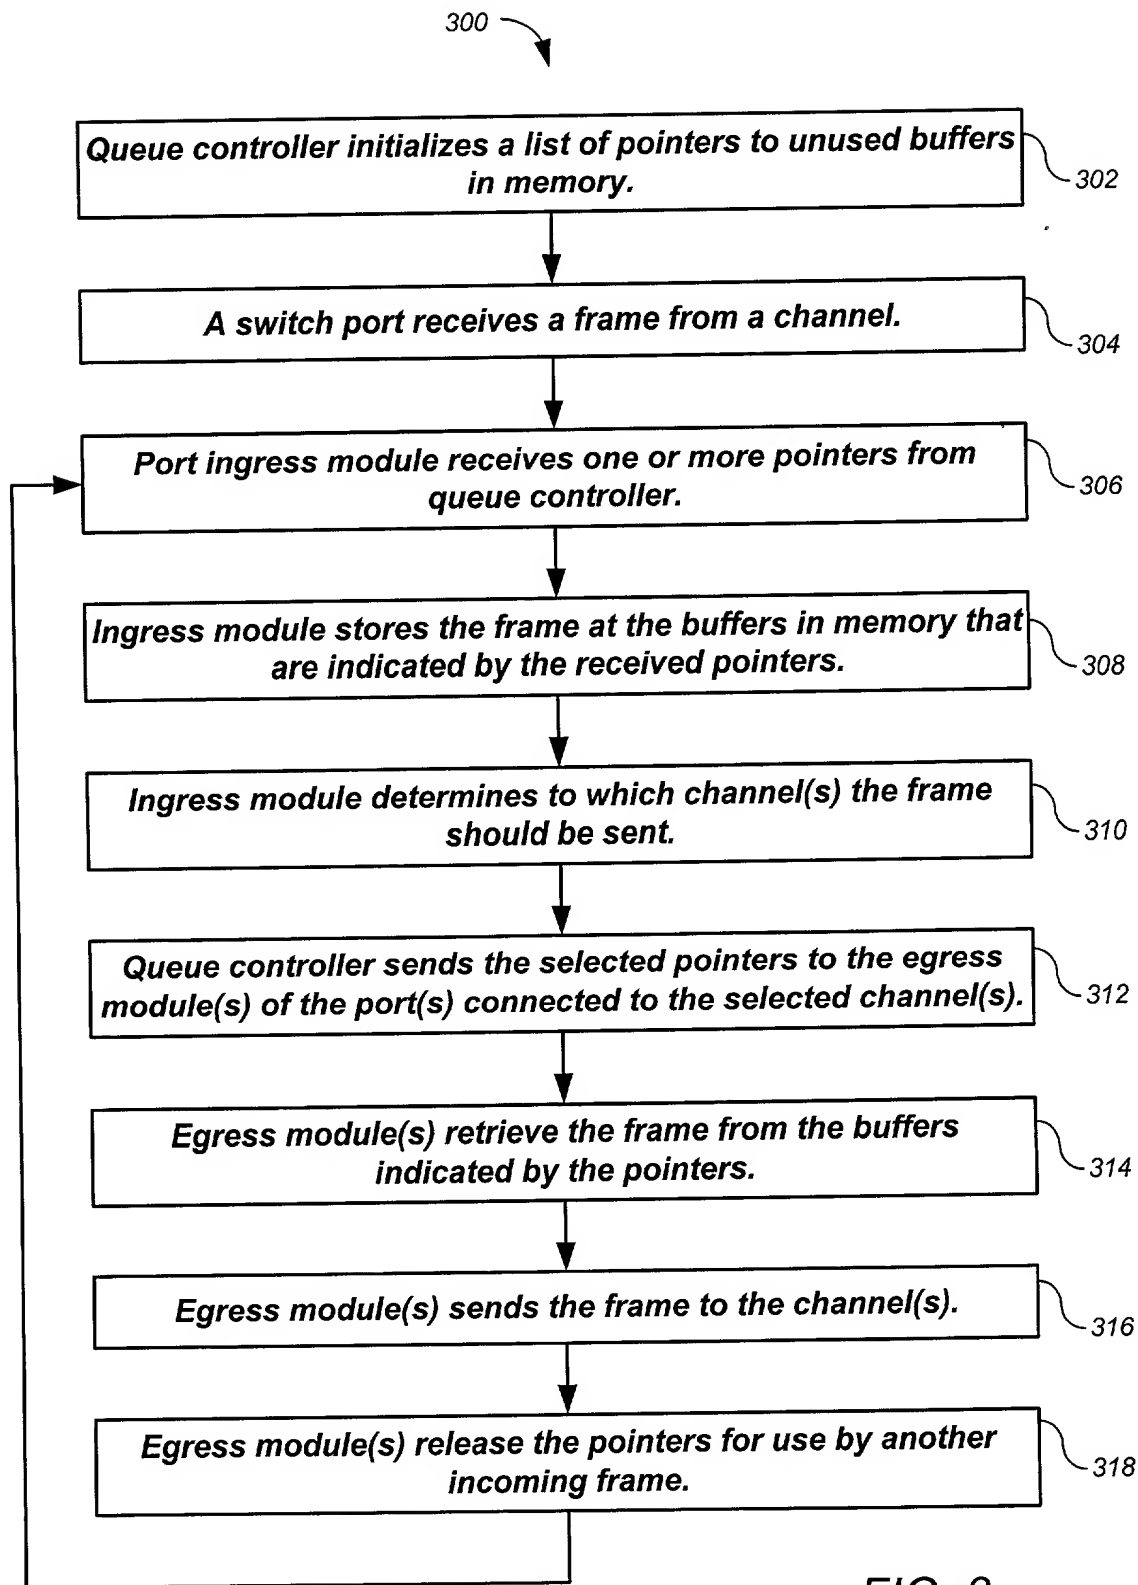 300
Queue controller initializes a list of pointers to unused buffers
in memory.
302
A switch port receives a frame from a channel.
304
Port ingress module receives one or more pointers from
queue controller.
306
Ingress module stores the frame at the buffers in memory that
are indicated by the received pointers.
308
Ingress module determines to which channel(s) the frame
should be sent.
310
Queue controller sends the selected pointers to the egress
module(s) of the port(s) connected to the selected channel(s).
312
Egress module(s) retrieve the frame from the buffers
indicated by the pointers.
314
Egress module(s) sends the frame to the channel(s).
316
Egress module(s) release the pointers for use by another
incoming frame.
318
FIG.